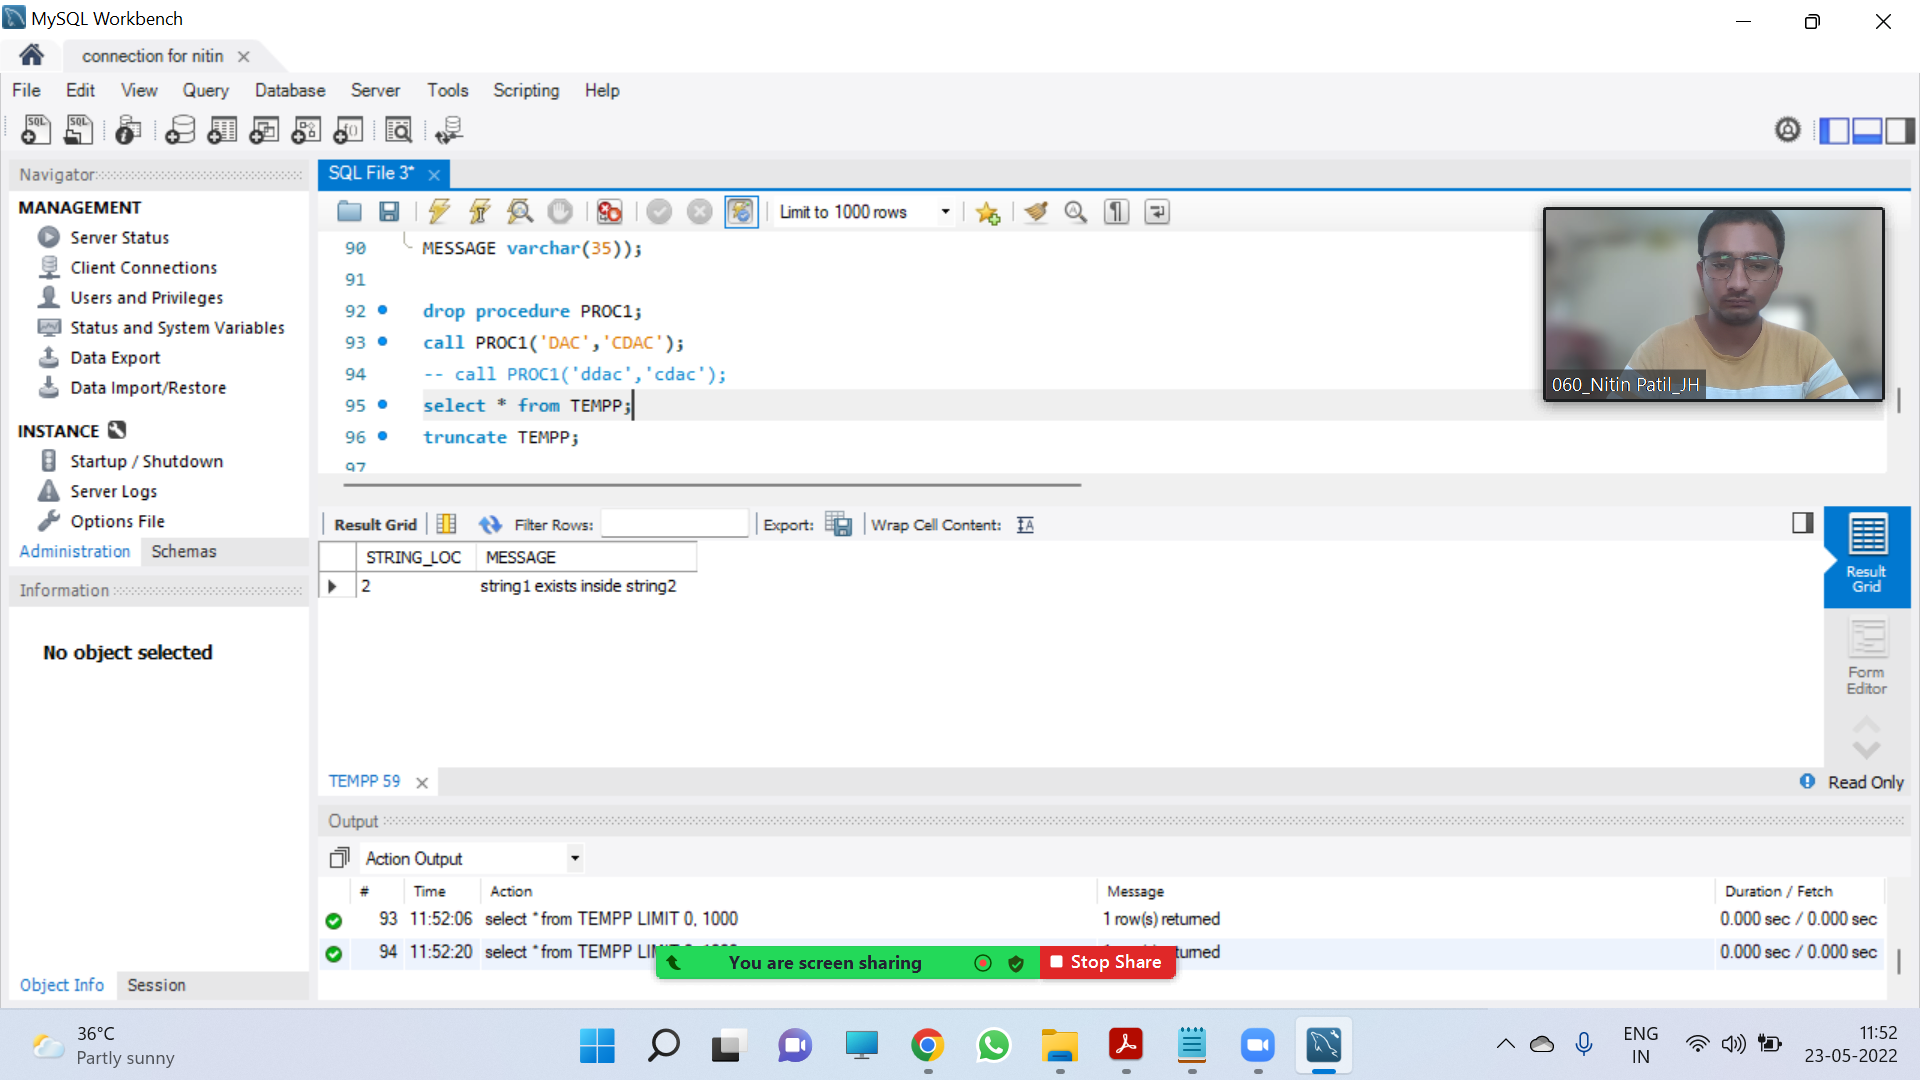 MySQL Workbench
connection for nitin
File Edit View Query Database Server Tools Scripting Help
Navigator
MANAGEMENT
Server Status
Client Connections
Users and Privileges
Status and System Variables
Data Export
Data Import/Restore
INSTANCE
Startup / Shutdown
Server Logs
Options File
Administration Schemas
Information
No object selected
Object Info Session
SQL File 3*
Limit to 1000 rows
90 MESSAGE varchar(35));
91
92 drop procedure PROC1;
93 call PROC1('DAC','CDAC');
94 -- call PROC1('ddac','cdac');
95 select * from TEMPP;
96 truncate TEMPP;
97
060_Nitin Patil_JH
Result Grid Filter Rows: Export: Wrap Cell Content:
STRING_LOC MESSAGE
2 string1 exists inside string2
Result
Grid
Form
Editor
TEMPP 59
Read Only
Output
Action Output
# Time Action Message Duration / Fetch
93 11:52:06 select * from TEMPP LIMIT 0, 1000 1 row(s) returned 0.000 sec / 0.000 sec
94 11:52:20 select * from TEMPP 0.000 sec / 0.000 sec
You are screen sharing
Stop Share
36°C
Partly sunny
ENG
IN
11:52
23-05-2022